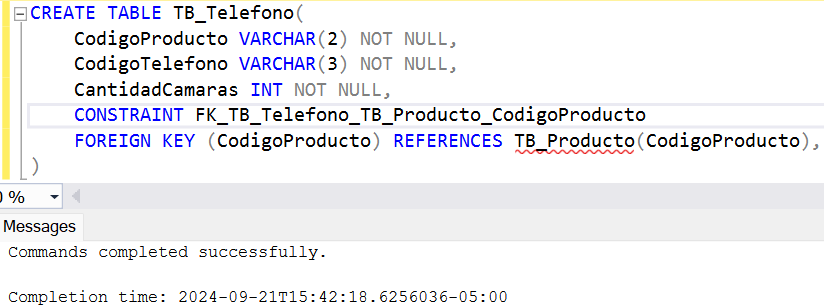 CREATE TABLE TB_Telefono(
CodigoProducto VARCHAR(2) NOT NULL,
CodigoTelefono VARCHAR(3) NOT NULL,
CantidadCamaras INT NOT NULL,
CONSTRAINT FK_TB_Telefono_TB_Producto_CodigoProducto
FOREIGN KEY (CodigoProducto) REFERENCES TB_Producto(CodigoProducto),
)
0 %
Messages
Commands completed successfully.
Completion time: 2024-09-21T15:42:18.6256036-05:00